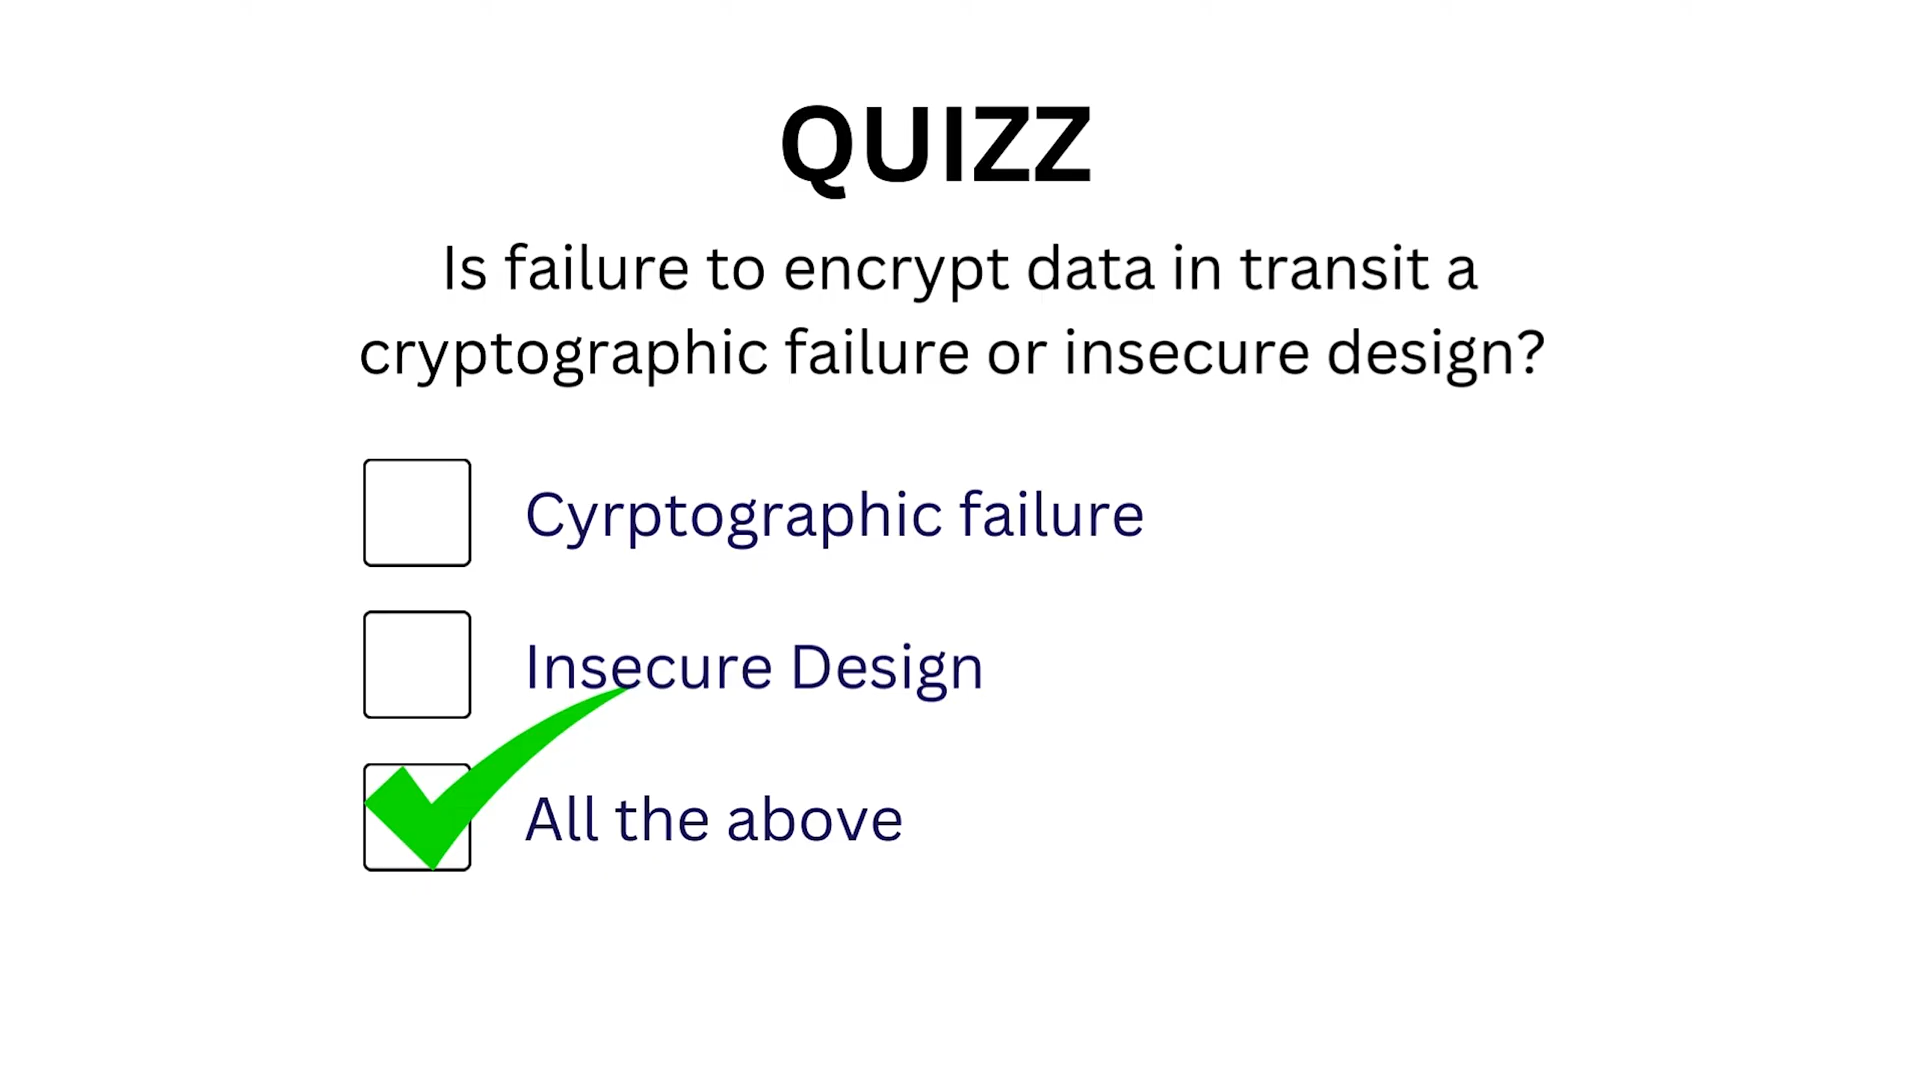 QUIZZ
Is failure to encrypt data in transit a
cryptographic failure or insecure design?
Cyrptographic failure
Insecure Design
All the above